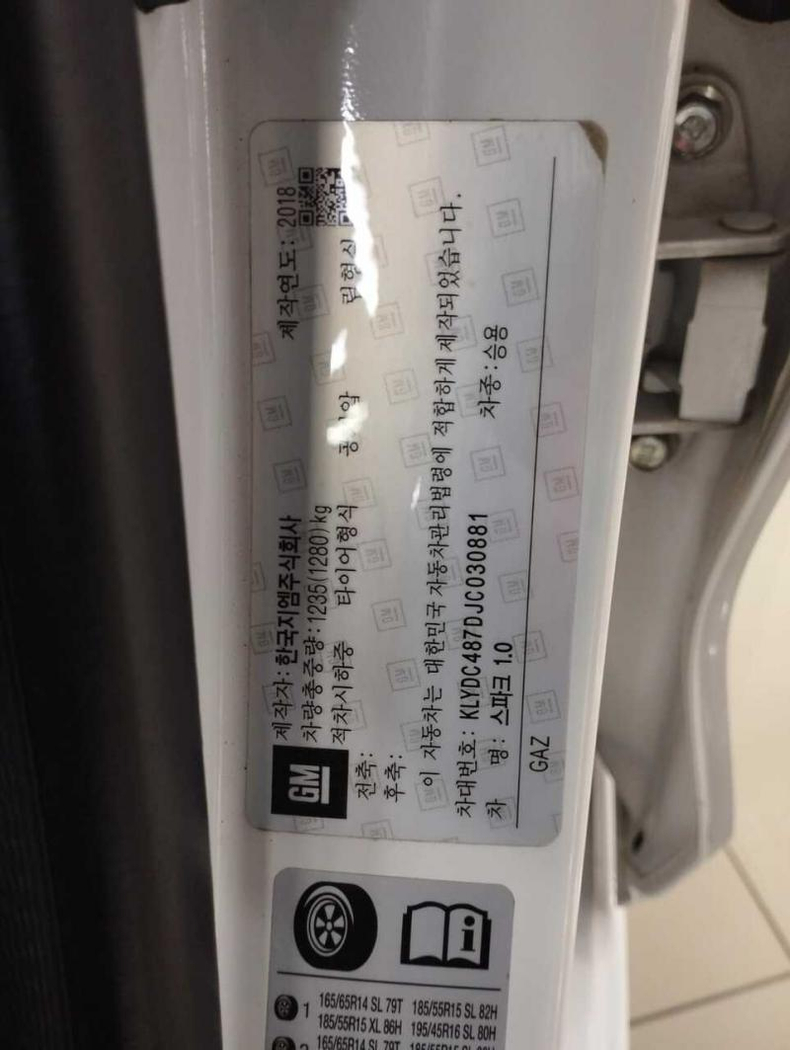 GM
제작자: 한국지엠주식회사 제작연도: 2018
차량총중량: 1235(1280)kg
적차시하중 타이어형식 림형식
전축:
후축:
이 자동차는 대한민국 자동차관리법령에 적합하게 제작되었습니다.
차대번호: KLYDC487DJC030881
차 명: 스파크 1.0 차종: 승용
GAZ
i
1 165/65R14 SL 79T 185/55R15 SL 82H
185/55R15 XL 86H 195/45R16 SL 80H
165/65R14 SL 79T